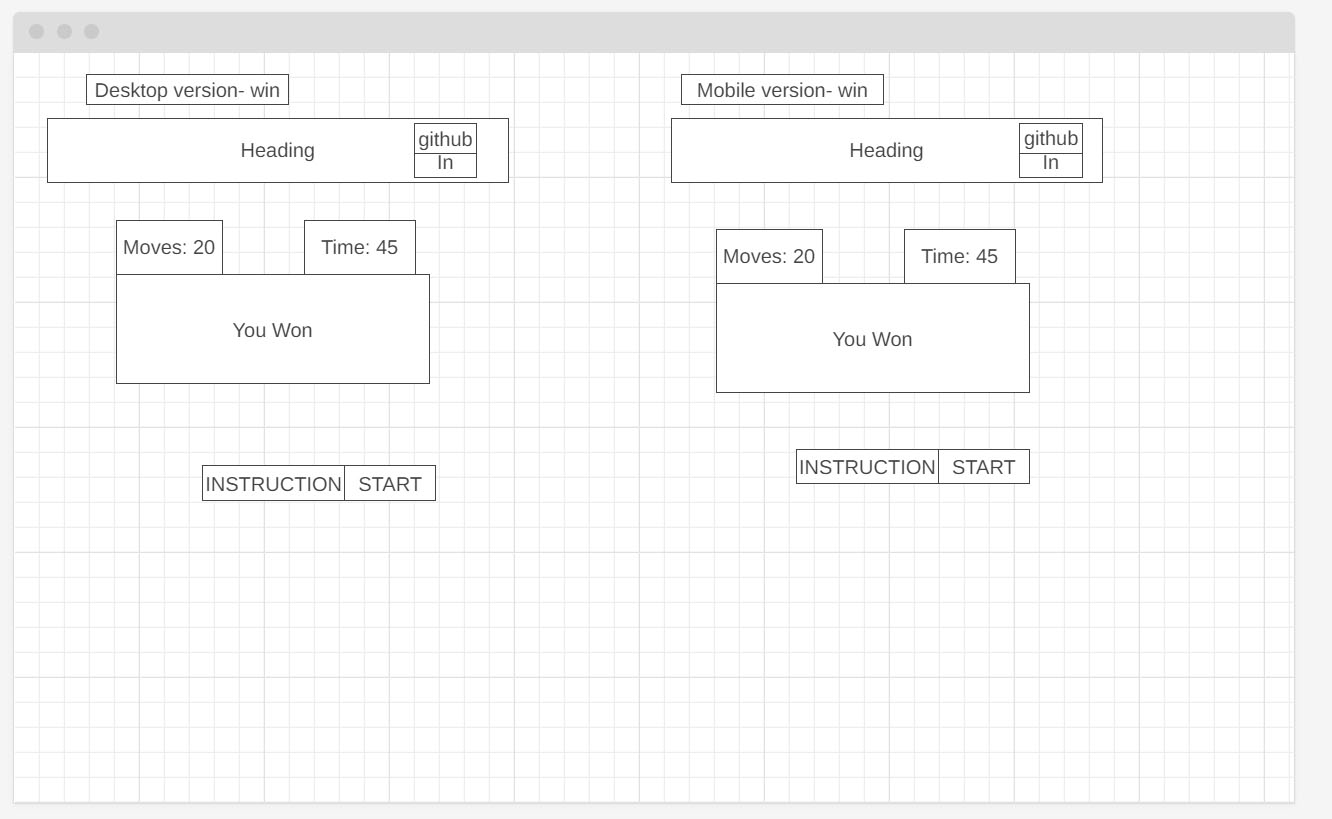 Desktop version- win
Heading
github
In
Moves: 20
Time: 45
You Won
INSTRUCTION
START
Mobile version- win
Heading
github
In
Moves: 20
Time: 45
You Won
INSTRUCTION
START